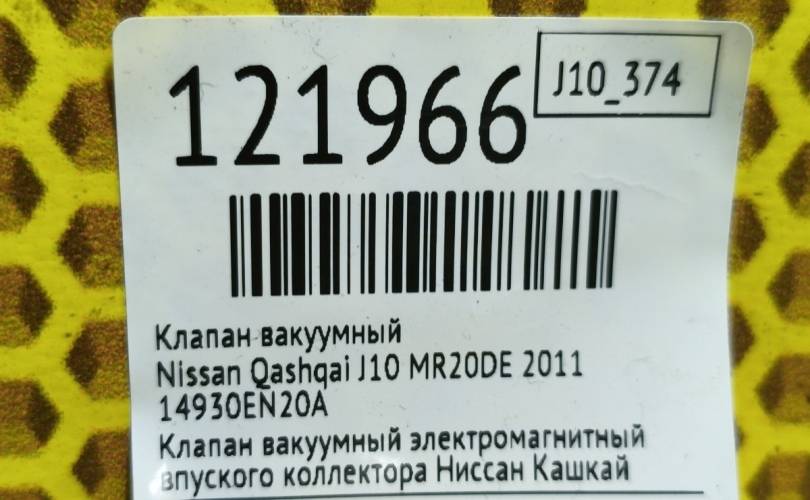 121966
J10_374
Клапан вакуумный
Nissan Qashqai J10 MR20DE 2011
14930EN20A
Клапан вакуумный электромагнитный
впуского коллектора Ниссан Кашкай